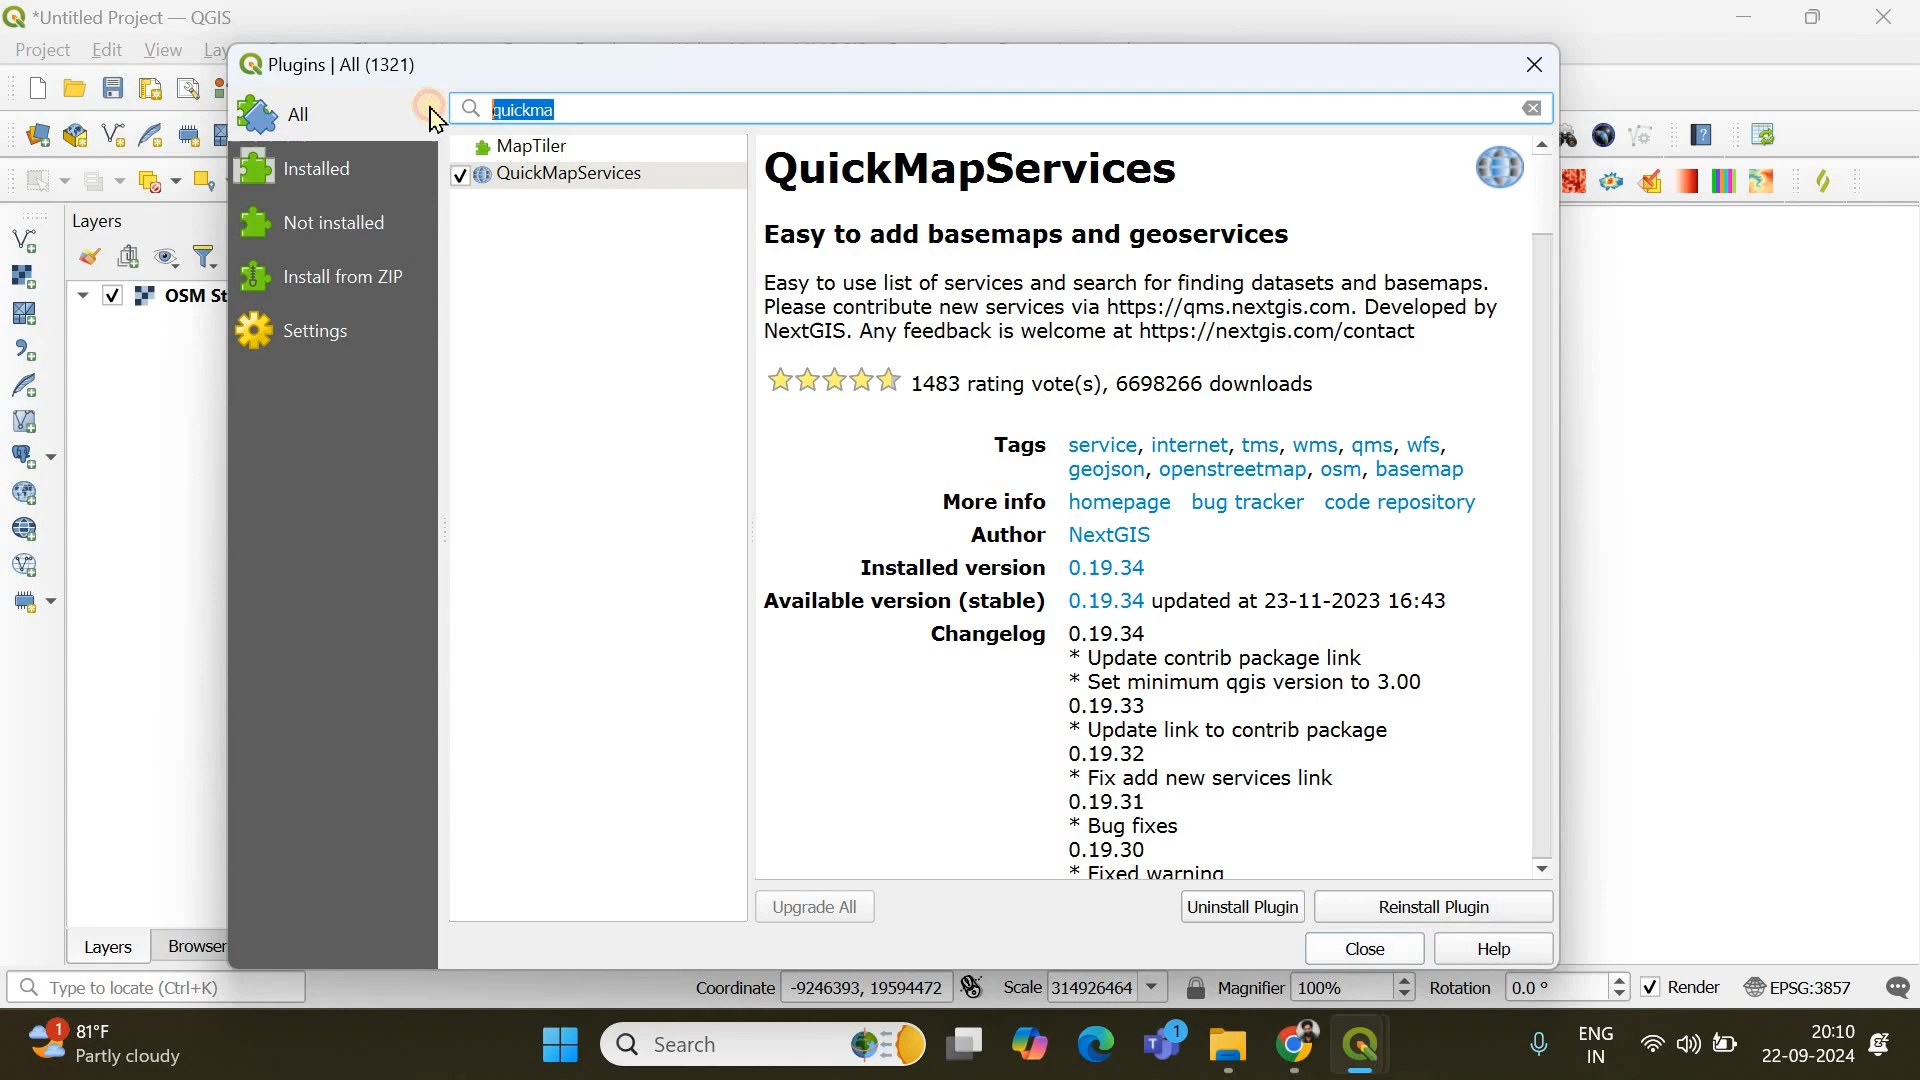 *Untitled Project — QGIS
Project Edit View
Plugins | All (1321)
All
quickma
Installed
Not installed
Install from ZIP
Settings
MapTiler
QuickMapServices
Layers
OSM St
QuickMapServices
Easy to add basemaps and geoservices
Easy to use list of services and search for finding datasets and basemaps.
Please contribute new services via https://qms.nextgis.com. Developed by
NextGIS. Any feedback is welcome at https://nextgis.com/contact
1483 rating vote(s), 6698266 downloads
Tags service, internet, tms, wms, qms, wfs,
geojson, openstreetmap, osm, basemap
More info homepage bug tracker code repository
Author NextGIS
Installed version 0.19.34
Available version (stable) 0.19.34 updated at 23-11-2023 16:43
Changelog 0.19.34
* Update contrib package link
* Set minimum qgis version to 3.00
0.19.33
* Update link to contrib package
0.19.32
* Fix add new services link
0.19.31
* Bug fixes
0.19.30
* Fixed warning
Upgrade All Uninstall Plugin Reinstall Plugin
Close Help
Layers Browser
Type to locate (Ctrl+K) Coordinate -9246393, 19594472 Scale 314926464 Magnifier 100% Rotation 0.0 ° Render EPSG:3857
1 81°F
Partly cloudy
Search
1
ENG
IN
20:10
22-09-2024